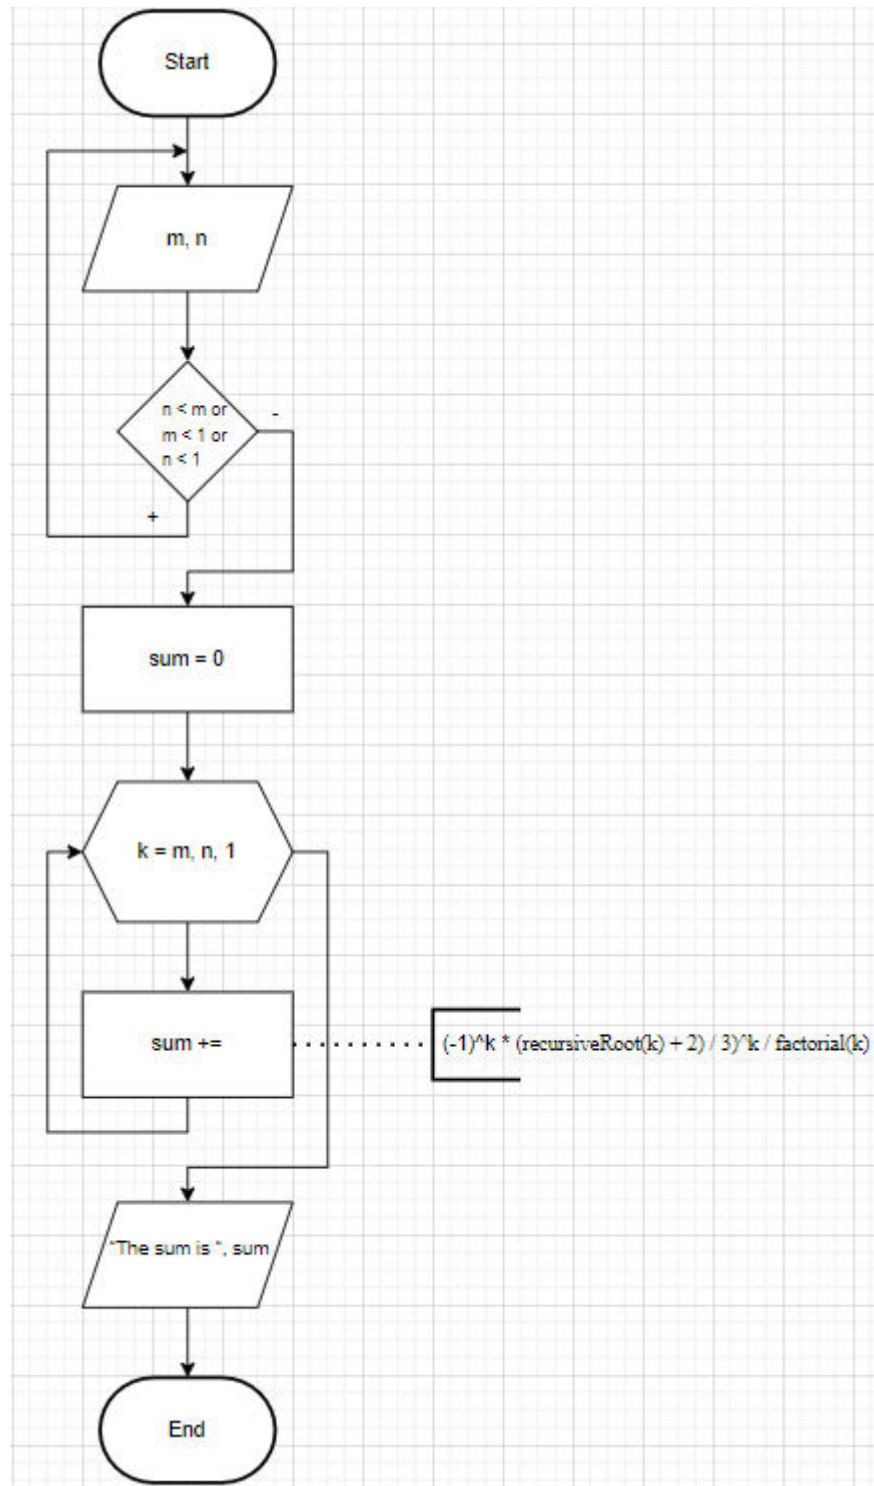 Start
m, n
n < m or
m < 1 or
n < 1
-
+
sum = 0
k = m, n, 1
sum +=
(-1)^k * (recursiveRoot(k) + 2) / 3)^k / factorial(k)
"The sum is ", sum
End